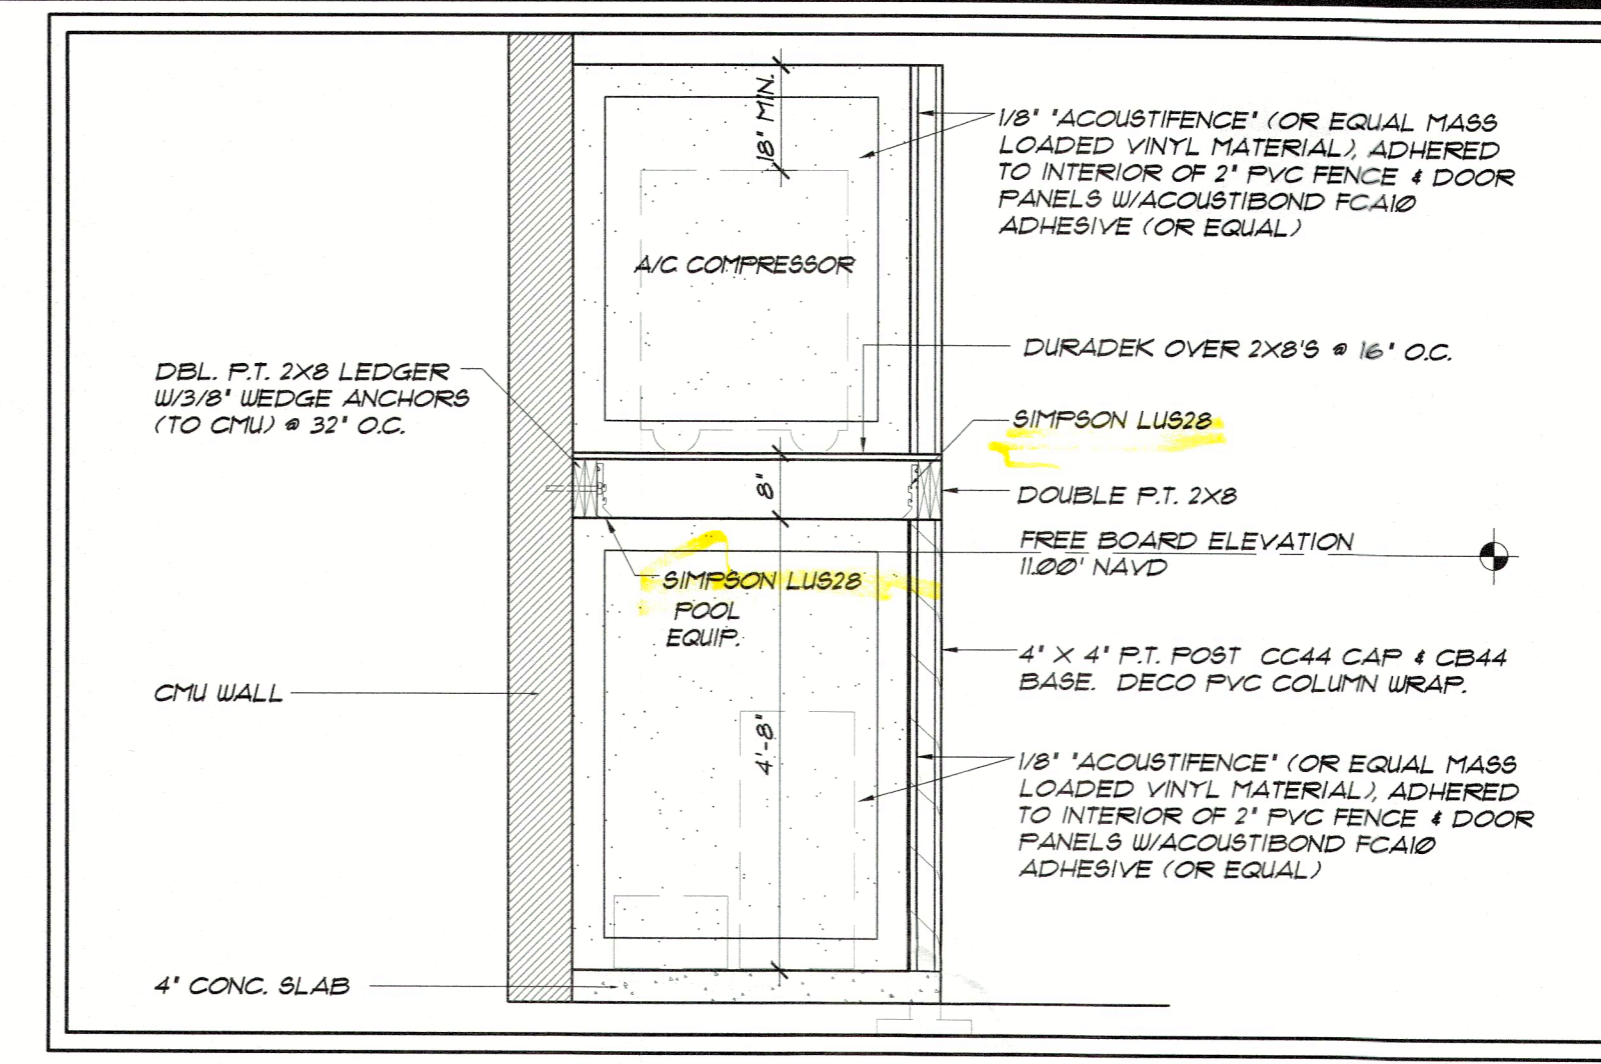 18" MIN.
1/8" "ACOUSTIFENCE" (OR EQUAL MASS
LOADED VINYL MATERIAL), ADHERED
TO INTERIOR OF 2" PVC FENCE & DOOR
PANELS W/ACOUSTIBOND FCA10
ADHESIVE (OR EQUAL)
A/C COMPRESSOR
DURADEK OVER 2X8'S @ 16" O.C.
DBL. P.T. 2X8 LEDGER
W/3/8" WEDGE ANCHORS
(TO CMU) @ 32" O.C.
SIMPSON LUS28
8"
DOUBLE P.T. 2X8
FREE BOARD ELEVATION
11.00' NAVD
SIMPSON LUS28
POOL
EQUIP.
4" X 4" P.T. POST CC44 CAP & CB44
BASE. DECO PVC COLUMN WRAP.
CMU WALL
4'-8"
1/8" "ACOUSTIFENCE" (OR EQUAL MASS
LOADED VINYL MATERIAL), ADHERED
TO INTERIOR OF 2" PVC FENCE & DOOR
PANELS W/ACOUSTIBOND FCA10
ADHESIVE (OR EQUAL)
4" CONC. SLAB